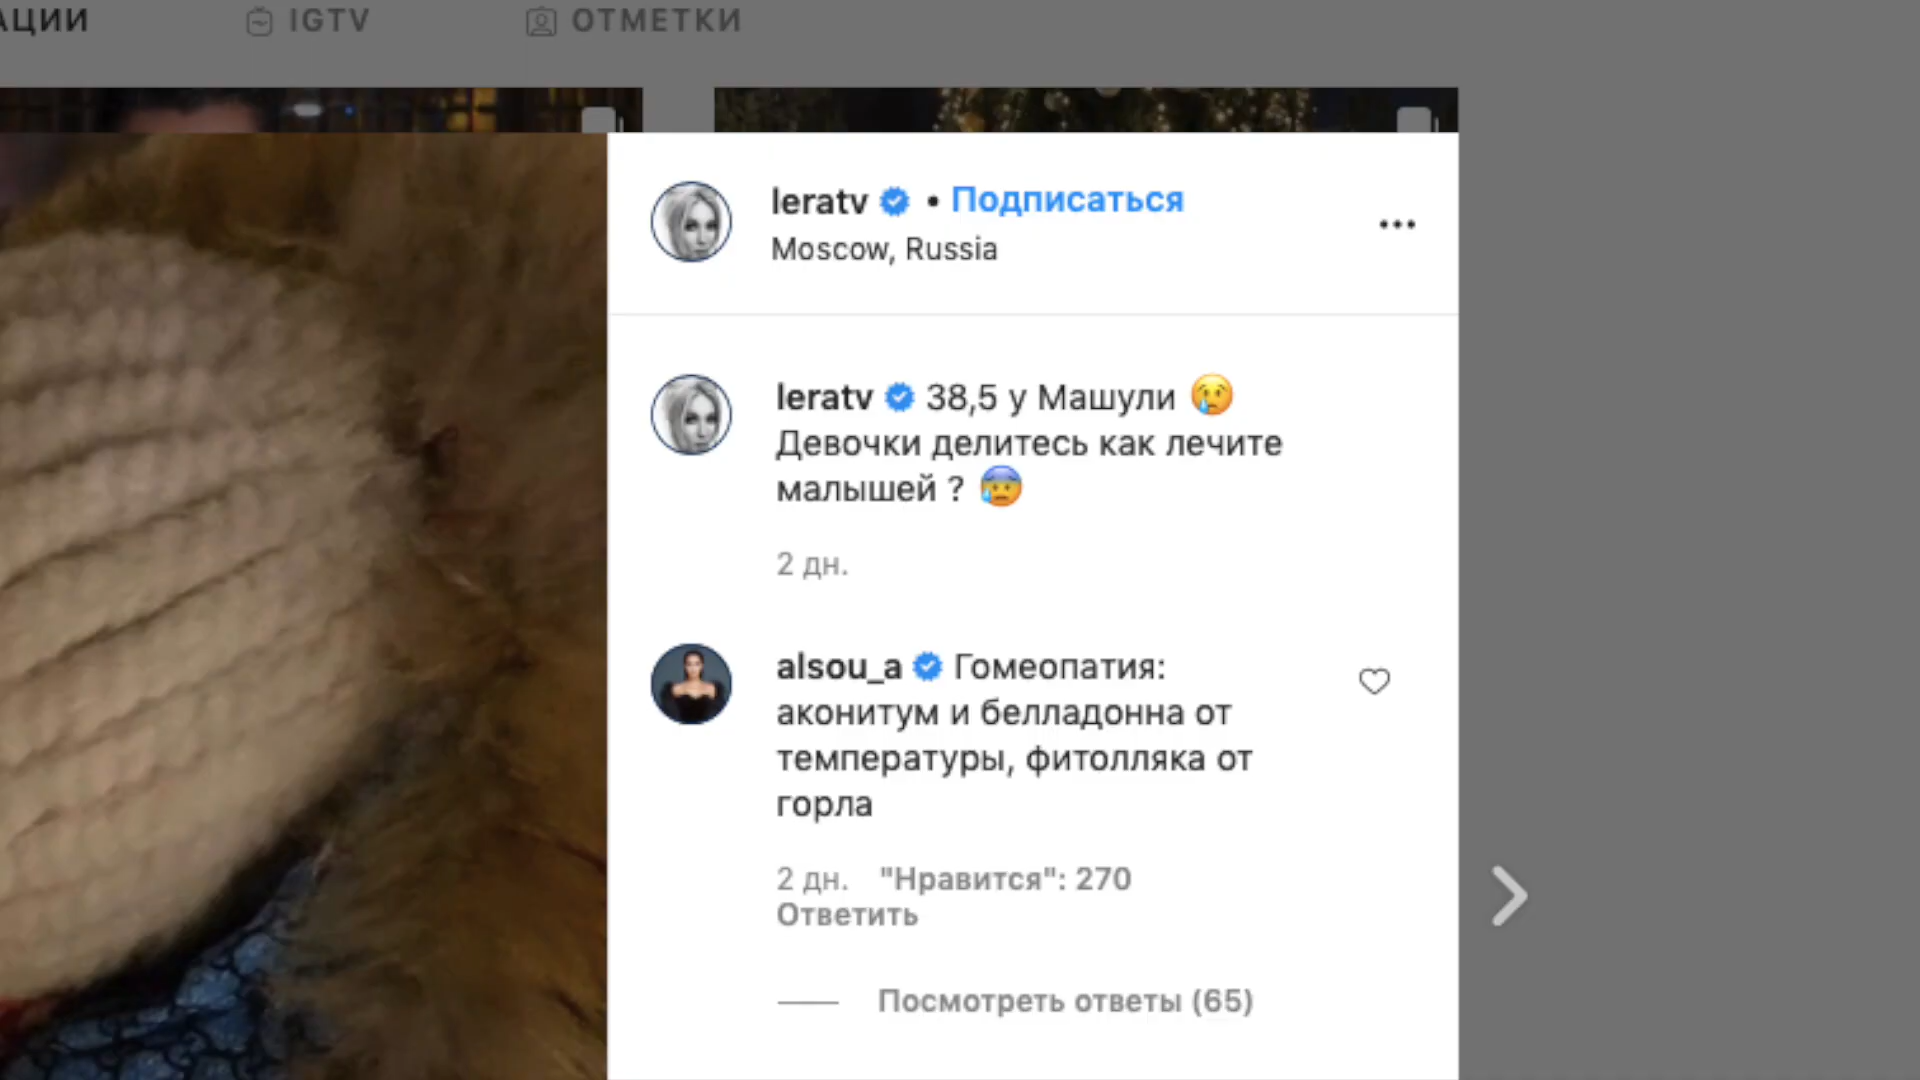 АЦИИ IGTV ОТМЕТКИ
leratv • Подписаться
Moscow, Russia
leratv 38,5 у Машули 😢
Девочки делитесь как лечите
малышей ? 😰
2 дн.
alsou_a Гомеопатия:
аконитум и белладонна от
температуры, фитолляка от
горла
2 дн. "Нравится": 270
Ответить
Посмотреть ответы (65)